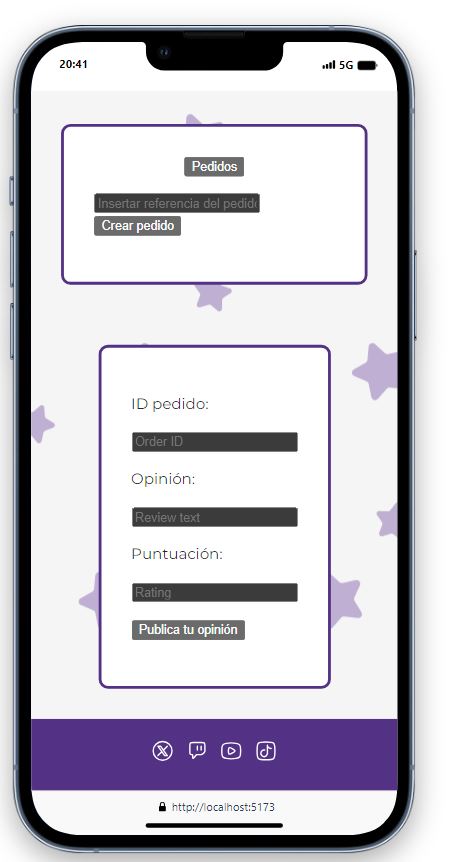 20:41
5G
Pedidos
Insertar referencia del pedido
Crear pedido
ID pedido:
Order ID
Opinión:
Review text
Puntuación:
Rating
Publica tu opinión
http://localhost:5173